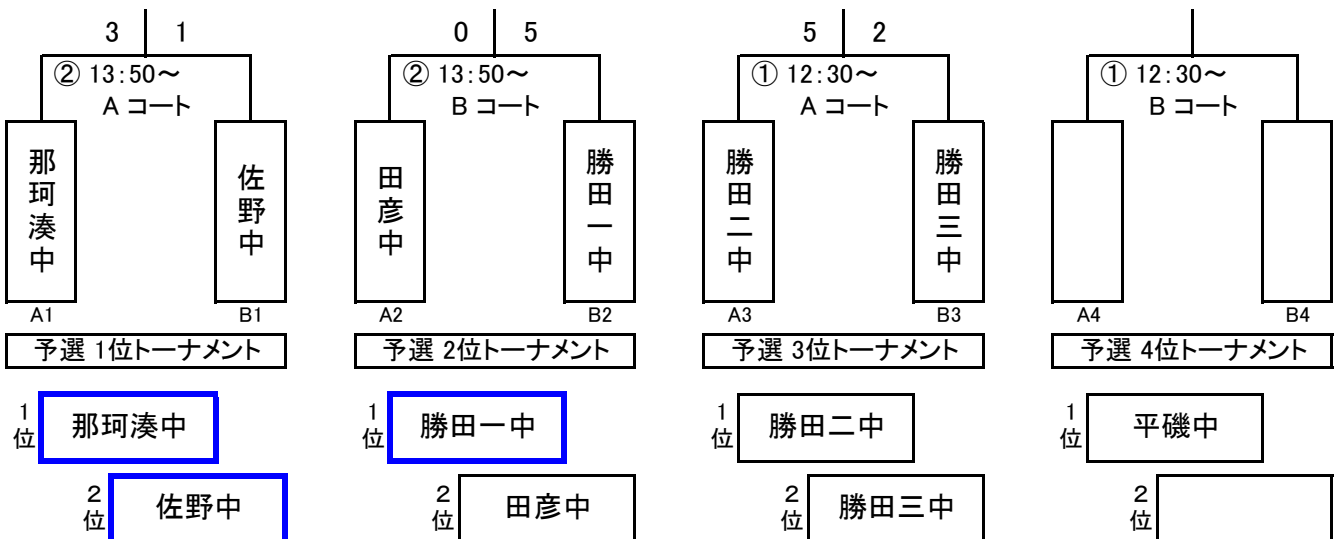 3 1
② 13:50～
A コート
那珂湊中
佐野中
A1 B1
予選 1位トーナメント
1位 那珂湊中
2位 佐野中
0 5
② 13:50～
B コート
田彦中
勝田一中
A2 B2
予選 2位トーナメント
1位 勝田一中
2位 田彦中
5 2
① 12:30～
A コート
勝田二中
勝田三中
A3 B3
予選 3位トーナメント
1位 勝田二中
2位 勝田三中
① 12:30～
B コート
A4 B4
予選 4位トーナメント
1位 平磯中
2位